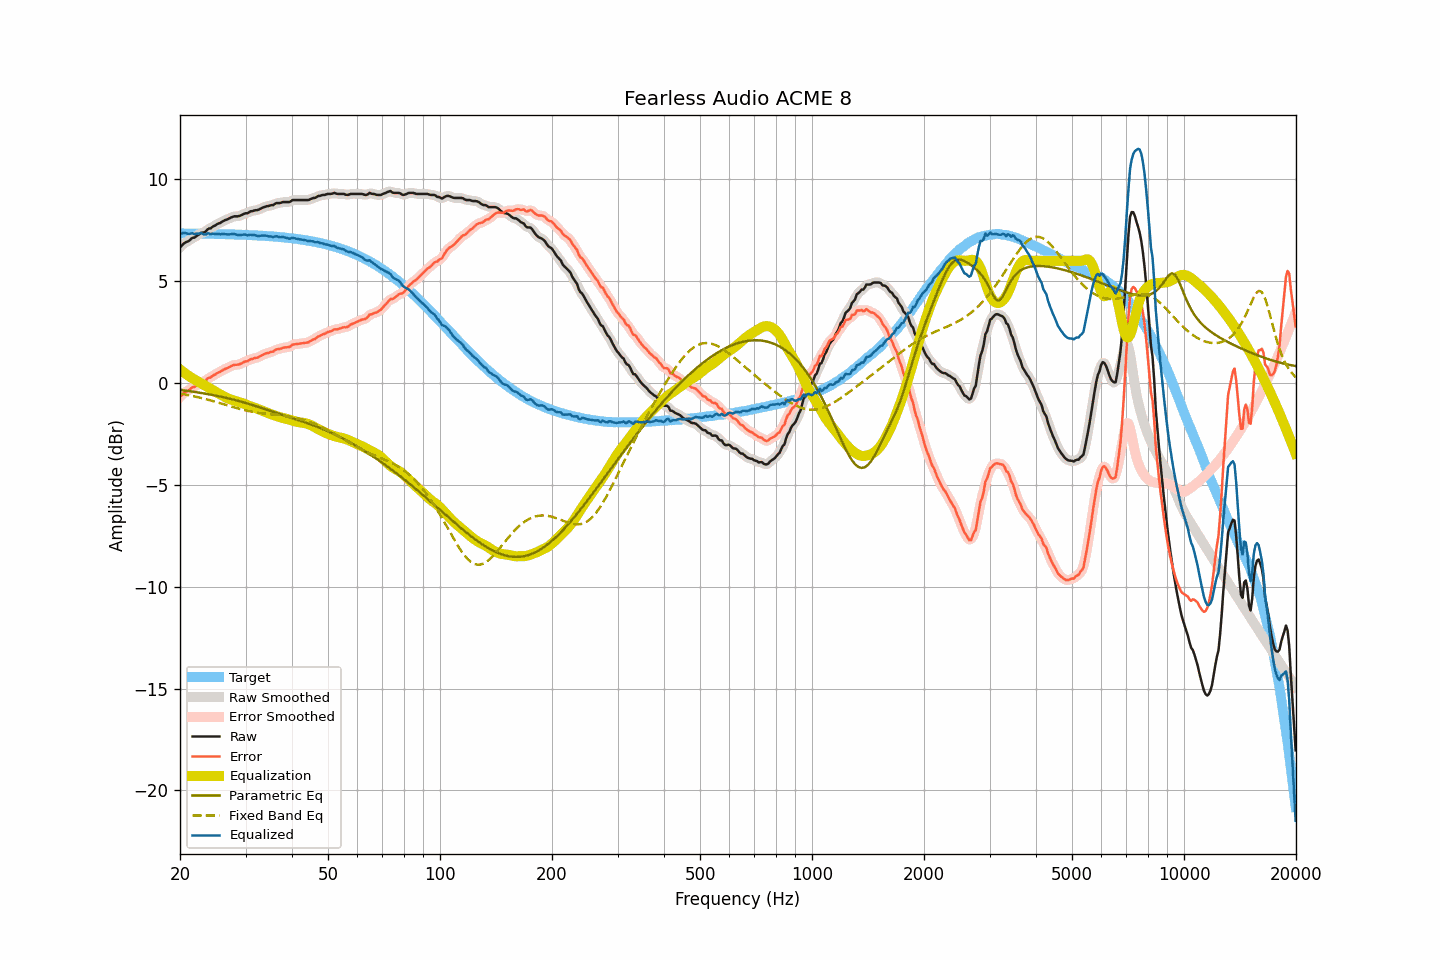 Fearless Audio ACME 8
Amplitude (dBr)
10
5
0
−5
−10
−15
−20
Target
Raw Smoothed
Error Smoothed
Raw
Error
Equalization
Parametric Eq
Fixed Band Eq
Equalized
20 50 100 200 500 1000 2000 5000 10000 20000
Frequency (Hz)